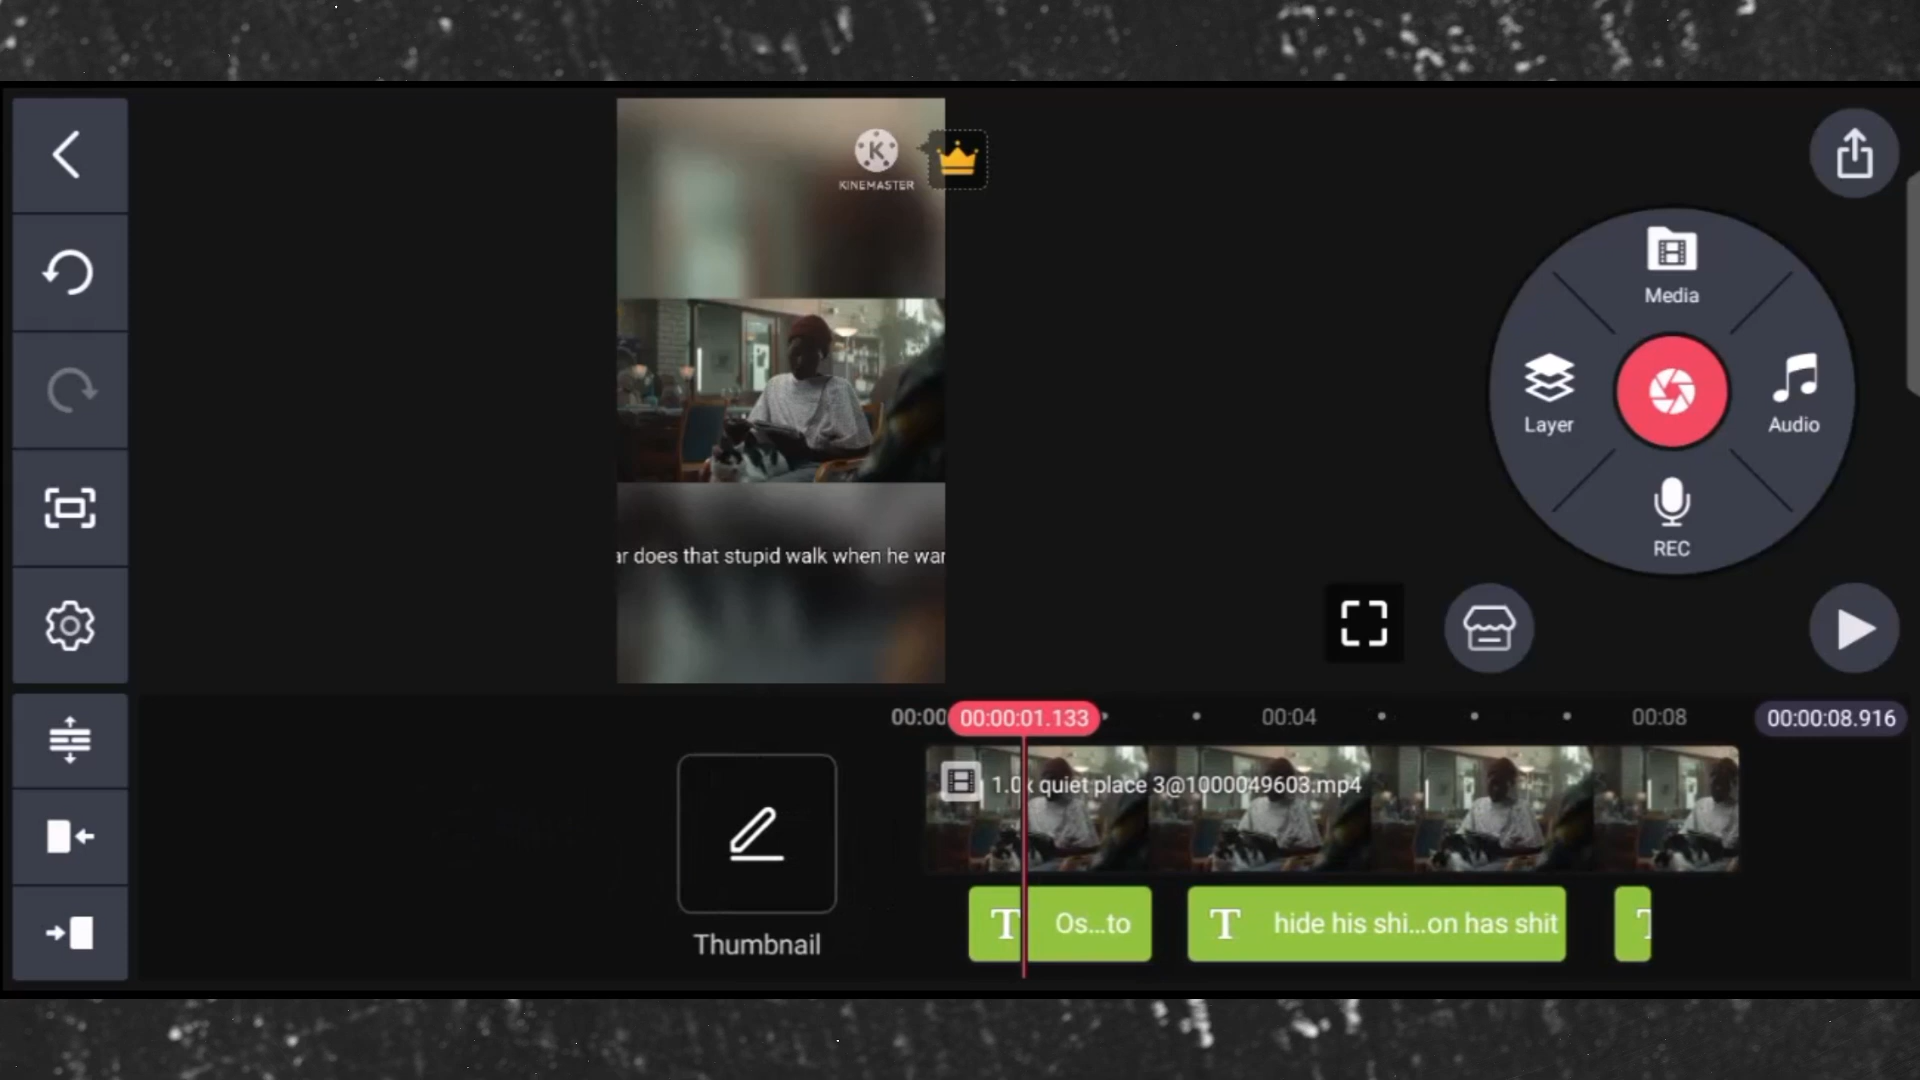 KINEMASTER
Media
Layer
Audio
REC
ar does that stupid walk when he war
00:00
00:00:01.133
00:04
00:08
00:00:08.916
1.0x quiet place 3@1000049603.mp4
T Os...to
T hide his shi...on has shit
T
Thumbnail